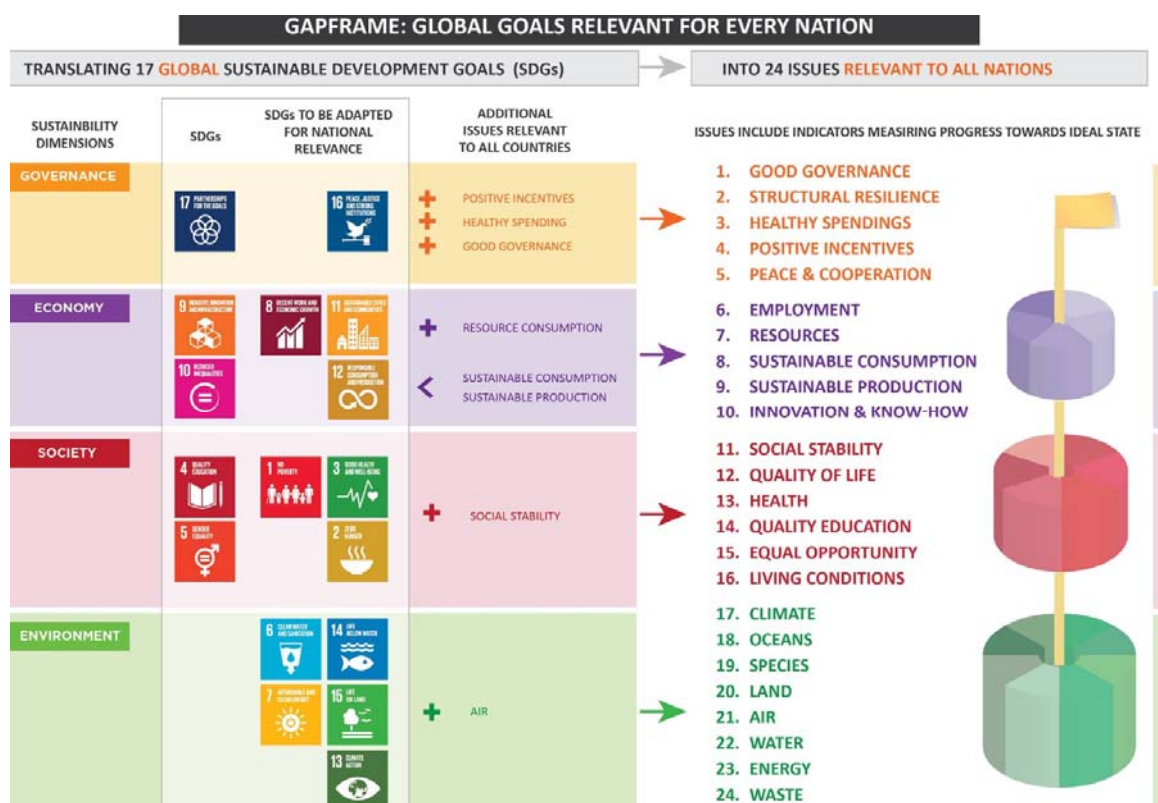 GAPFRAME: GLOBAL GOALS RELEVANT FOR EVERY NATION
TRANSLATING 17 GLOBAL SUSTAINABLE DEVELOPMENT GOALS (SDGs)
INTO 24 ISSUES RELEVANT TO ALL NATIONS
SUSTAINBILITY
DIMENSIONS
SDGs
SDGs TO BE ADAPTED
FOR NATIONAL
RELEVANCE
ADDITIONAL
ISSUES RELEVANT
TO ALL COUNTRIES
ISSUES INCLUDE INDICATORS MEASIRING PROGRESS TOWARDS IDEAL STATE
GOVERNANCE
17 PARTNERSHIPS
FOR THE GOALS
16 PEACE, JUSTICE
AND STRONG
INSTITUTIONS
+ POSITIVE INCENTIVES
+ HEALTHY SPENDING
+ GOOD GOVERNANCE
1. GOOD GOVERNANCE
2. STRUCTURAL RESILIENCE
3. HEALTHY SPENDINGS
4. POSITIVE INCENTIVES
5. PEACE & COOPERATION
ECONOMY
9 INDUSTRY, INNOVATION
AND INFRASTRUCTURE
8 DECENT WORK AND
ECONOMIC GROWTH
11 SUSTAINABLE CITIES
AND COMMUNITIES
10 REDUCED
INEQUALITIES
12 RESPONSIBLE
CONSUMPTION
AND PRODUCTION
+ RESOURCE CONSUMPTION
< SUSTAINABLE CONSUMPTION
SUSTAINABLE PRODUCTION
6. EMPLOYMENT
7. RESOURCES
8. SUSTAINABLE CONSUMPTION
9. SUSTAINABLE PRODUCTION
10. INNOVATION & KNOW-HOW
SOCIETY
4 QUALITY
EDUCATION
1 NO
POVERTY
3 GOOD HEALTH
AND WELL-BEING
5 GENDER
EQUALITY
2 ZERO
HUNGER
+ SOCIAL STABILITY
11. SOCIAL STABILITY
12. QUALITY OF LIFE
13. HEALTH
14. QUALITY EDUCATION
15. EQUAL OPPORTUNITY
16. LIVING CONDITIONS
ENVIRONMENT
6 CLEAN WATER
AND SANITATION
14 LIFE
BELOW WATER
7 AFFORDABLE AND
CLEAN ENERGY
15 LIFE
ON LAND
13 CLIMATE
ACTION
+ AIR
17. CLIMATE
18. OCEANS
19. SPECIES
20. LAND
21. AIR
22. WATER
23. ENERGY
24. WASTE